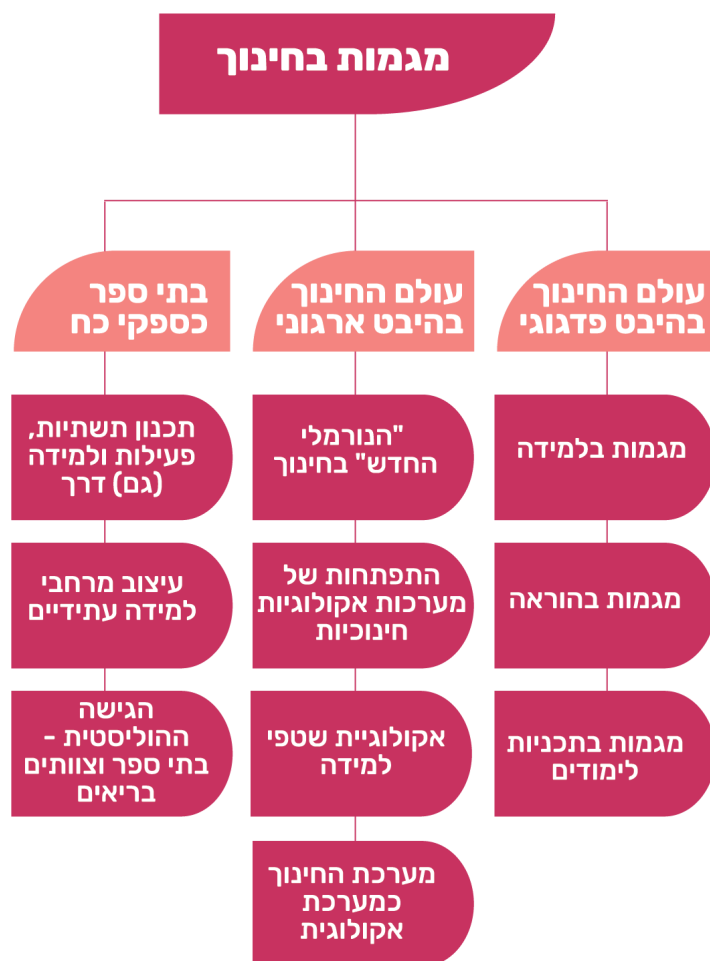 מגמות בחינוך
עולם החינוך
בהיבט פדגוגי
מגמות בלמידה
מגמות בהוראה
מגמות בתכניות
לימודים
עולם החינוך
בהיבט ארגוני
"הנורמלי
החדש" בחינוך
התפתחות של
מערכות אקולוגיות
חינוכיות
אקולוגיית שטפי
למידה
מערכת החינוך
כמערכת
אקולוגית
בתי ספר
כספקי כח
תכנון תשתיות,
פעילות ולמידה
(גם) דרך
עיצוב מרחבי
למידה עתידיים
הגישה
ההוליסטית -
בתי ספר וצוותים
בריאים